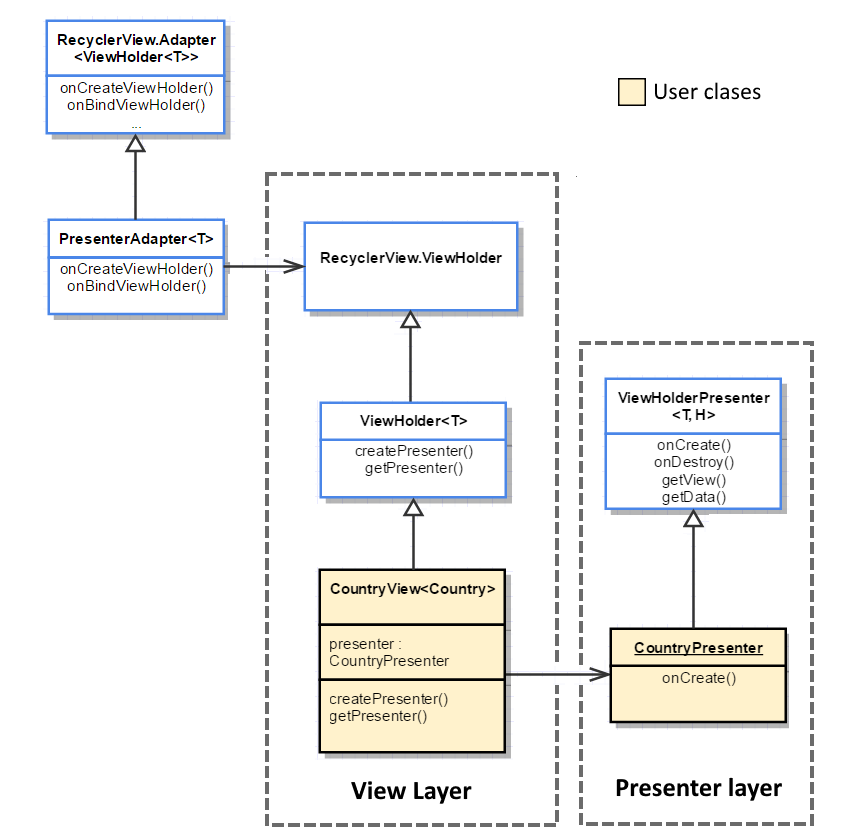 RecyclerView.Adapter
<ViewHolder<T>>
onCreateViewHolder()
onBindViewHolder()
...
User clases
PresenterAdapter<T>
onCreateViewHolder()
onBindViewHolder()
RecyclerView.ViewHolder
ViewHolder<T>
createPresenter()
getPresenter()
ViewHolderPresenter
<T, H>
onCreate()
onDestroy()
getView()
getData()
CountryView<Country>
presenter :
CountryPresenter
createPresenter()
getPresenter()
CountryPresenter
onCreate()
View Layer
Presenter layer